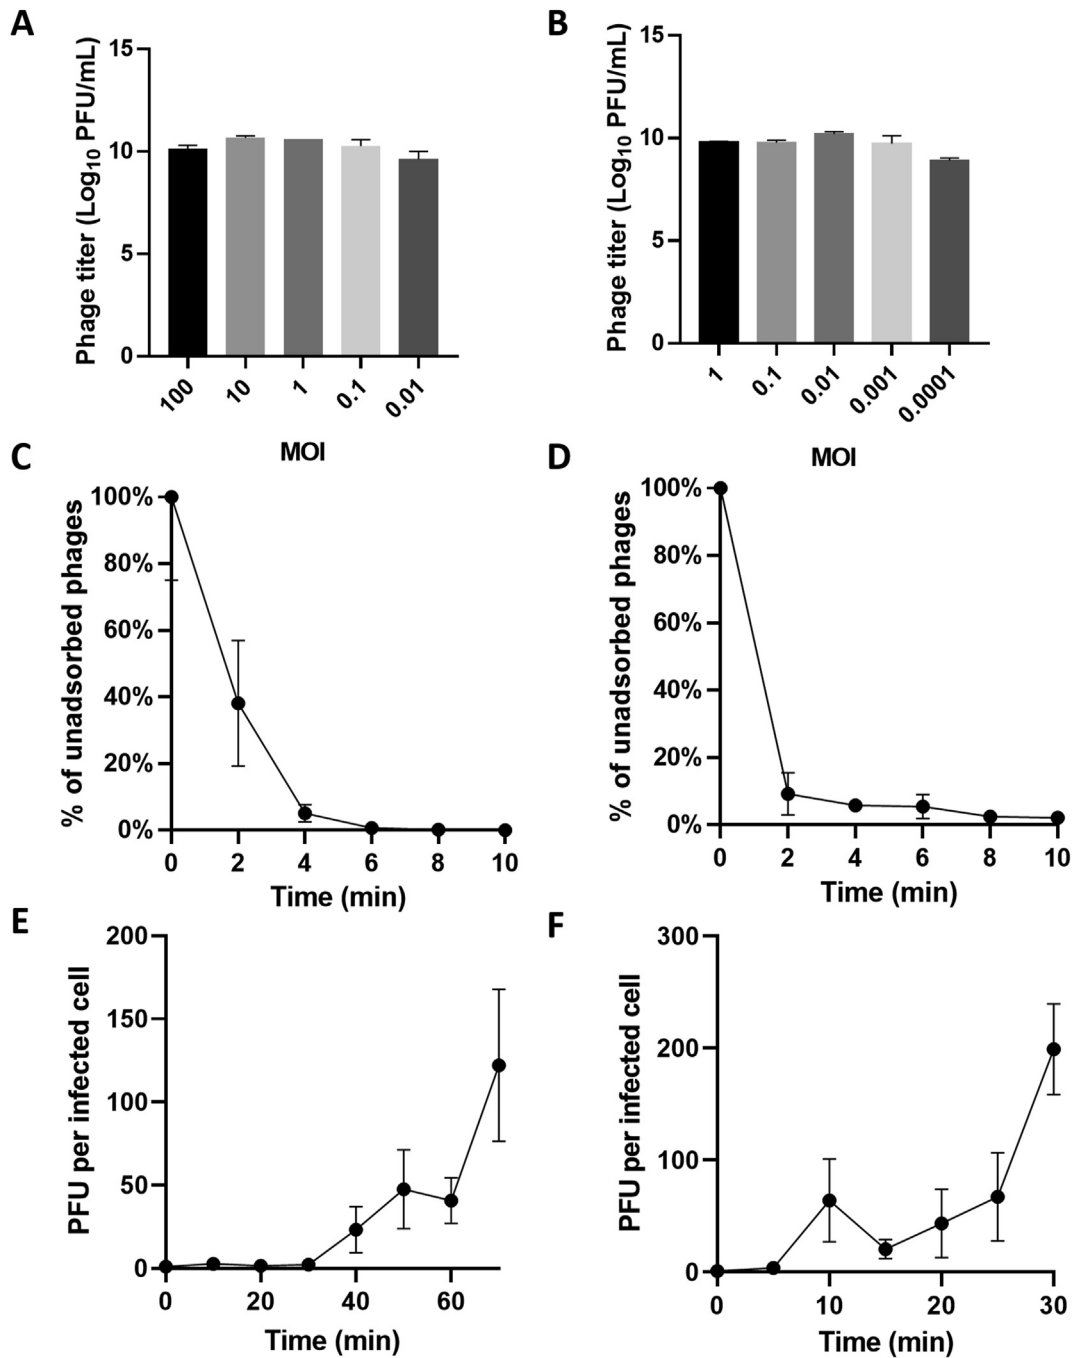 A
Phage titer (Log10 PFU/mL)
15
10
5
0
100
10
1
0.1
0.01
MOI
B
Phage titer (Log10 PFU/mL)
15
10
5
0
1
0.1
0.01
0.001
0.0001
MOI
C
% of unadsorbed phages
100%
80%
60%
40%
20%
0%
0 2 4 6 8 10
Time (min)
D
% of unadsorbed phages
100%
80%
60%
40%
20%
0%
0 2 4 6 8 10
Time (min)
E
PFU per infected cell
200
150
100
50
0
0 20 40 60
Time (min)
F
PFU per infected cell
300
200
100
0
0 10 20 30
Time (min)